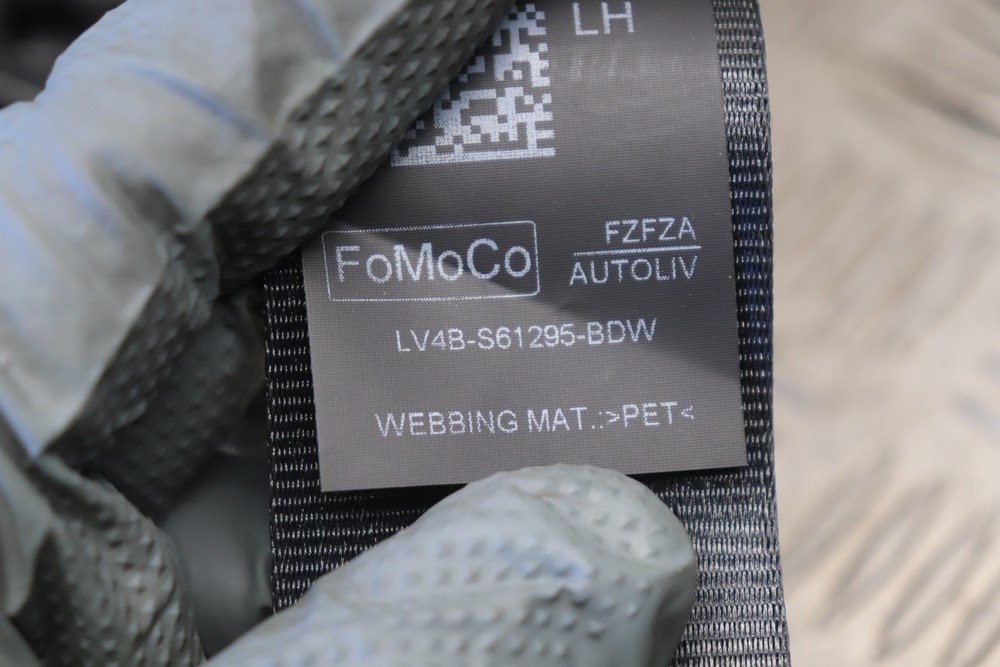 LH
FoMoCo
FZFZA
AUTOLIV
LV4B-S61295-BDW
WEBBING MAT.:>PET<